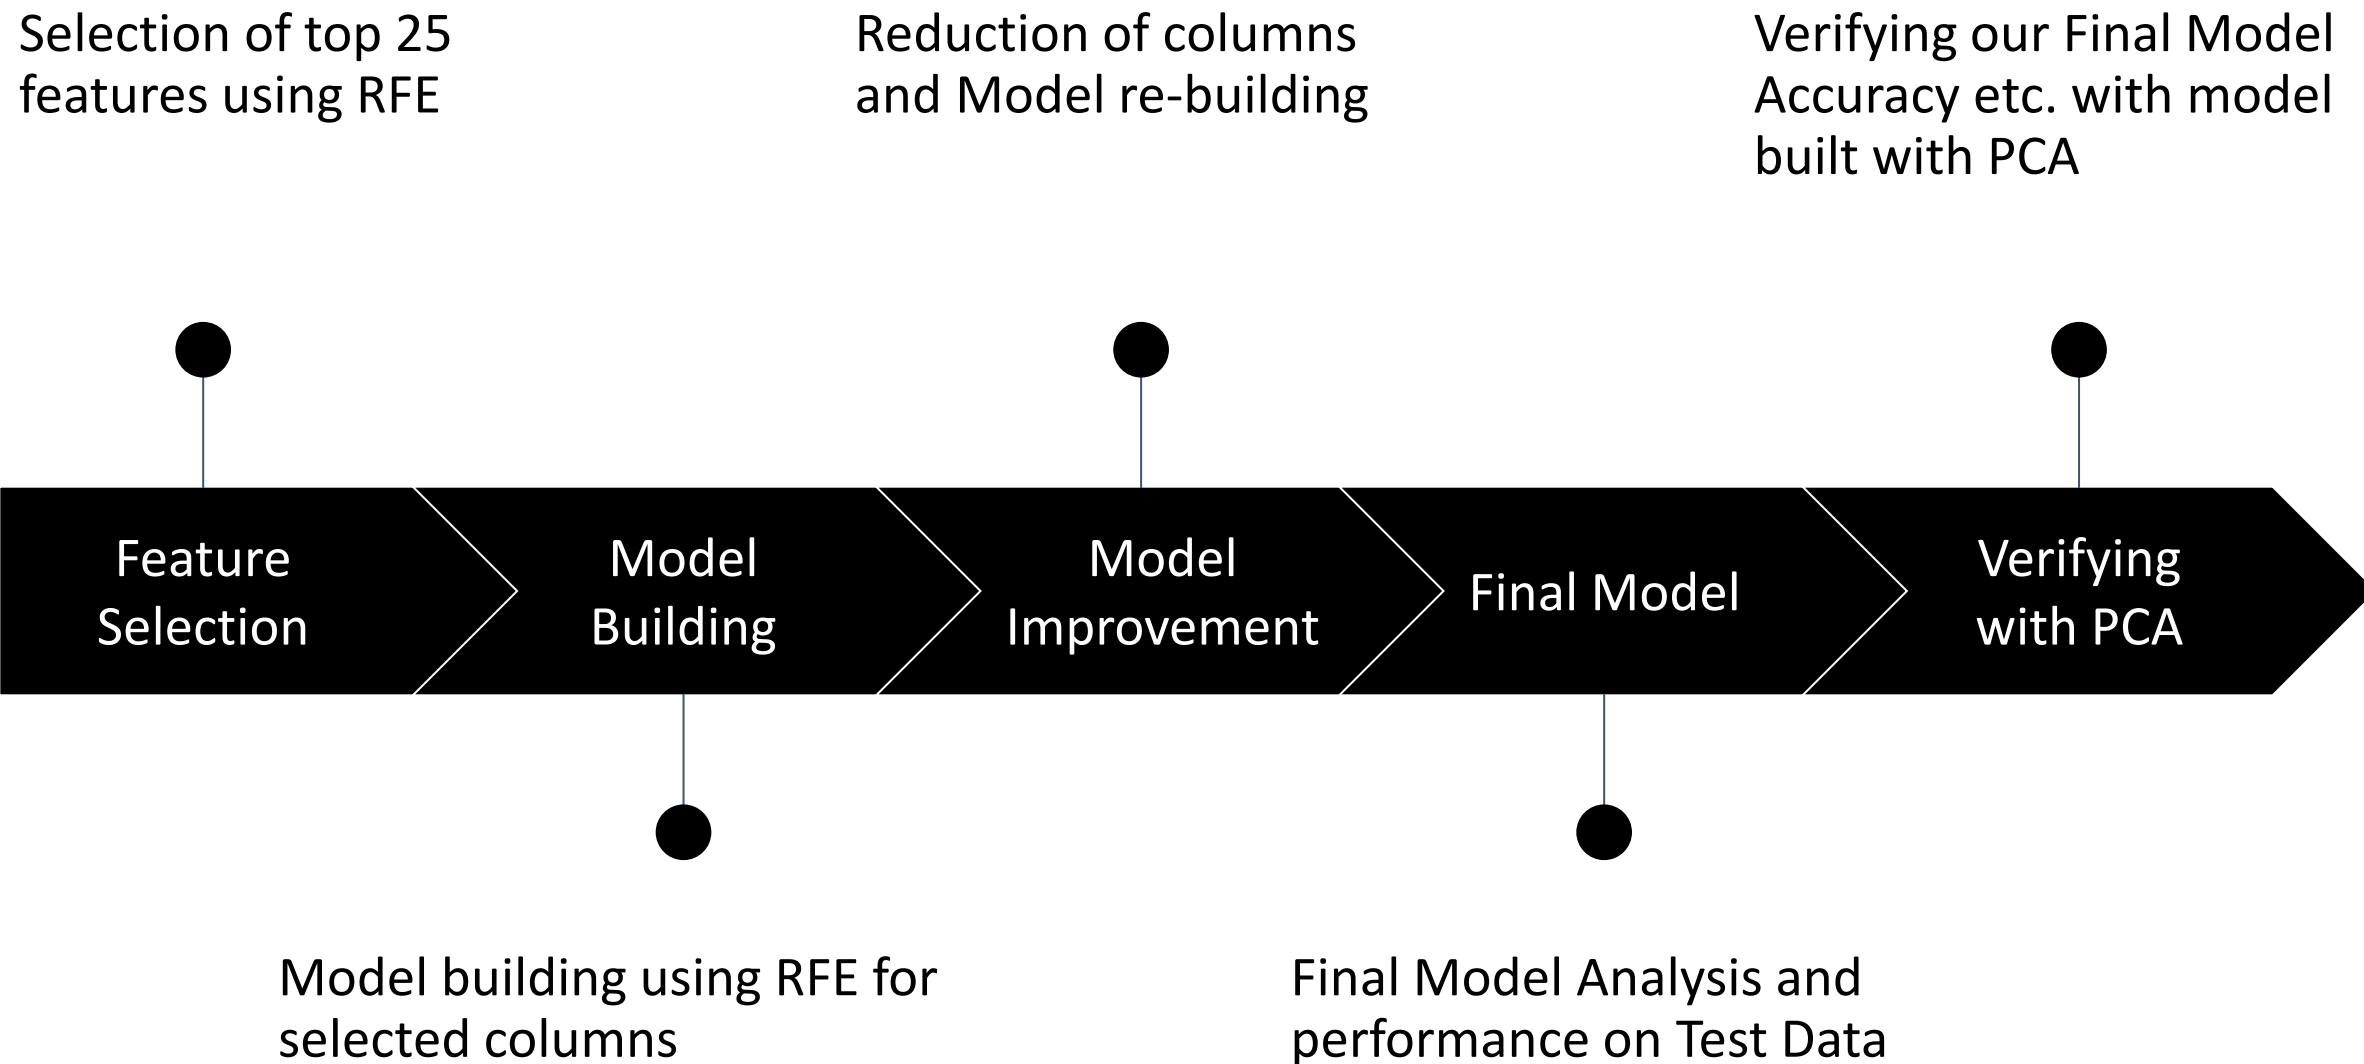 Selection of top 25
features using RFE
Reduction of columns
and Model re-building
Verifying our Final Model
Accuracy etc. with model
built with PCA
Feature
Selection
Model
Building
Model
Improvement
Final Model
Verifying
with PCA
Model building using RFE for
selected columns
Final Model Analysis and
performance on Test Data